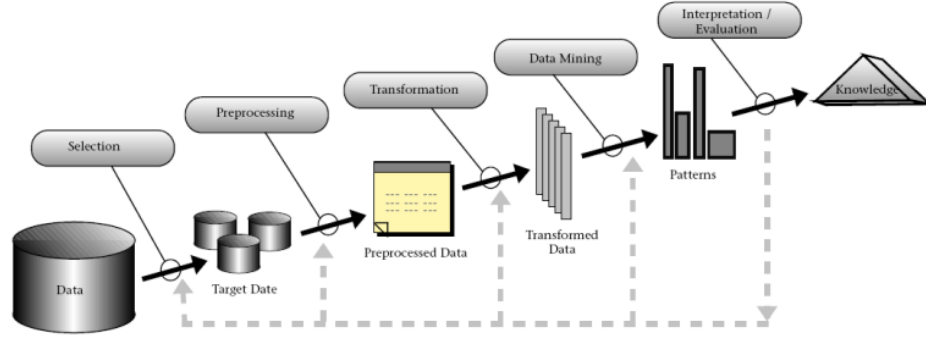 Interpretation /
Evaluation
Data Mining
Transformation
Preprocessing
Selection
Knowledge
Patterns
Transformed
Data
Preprocessed Data
Target Date
Data